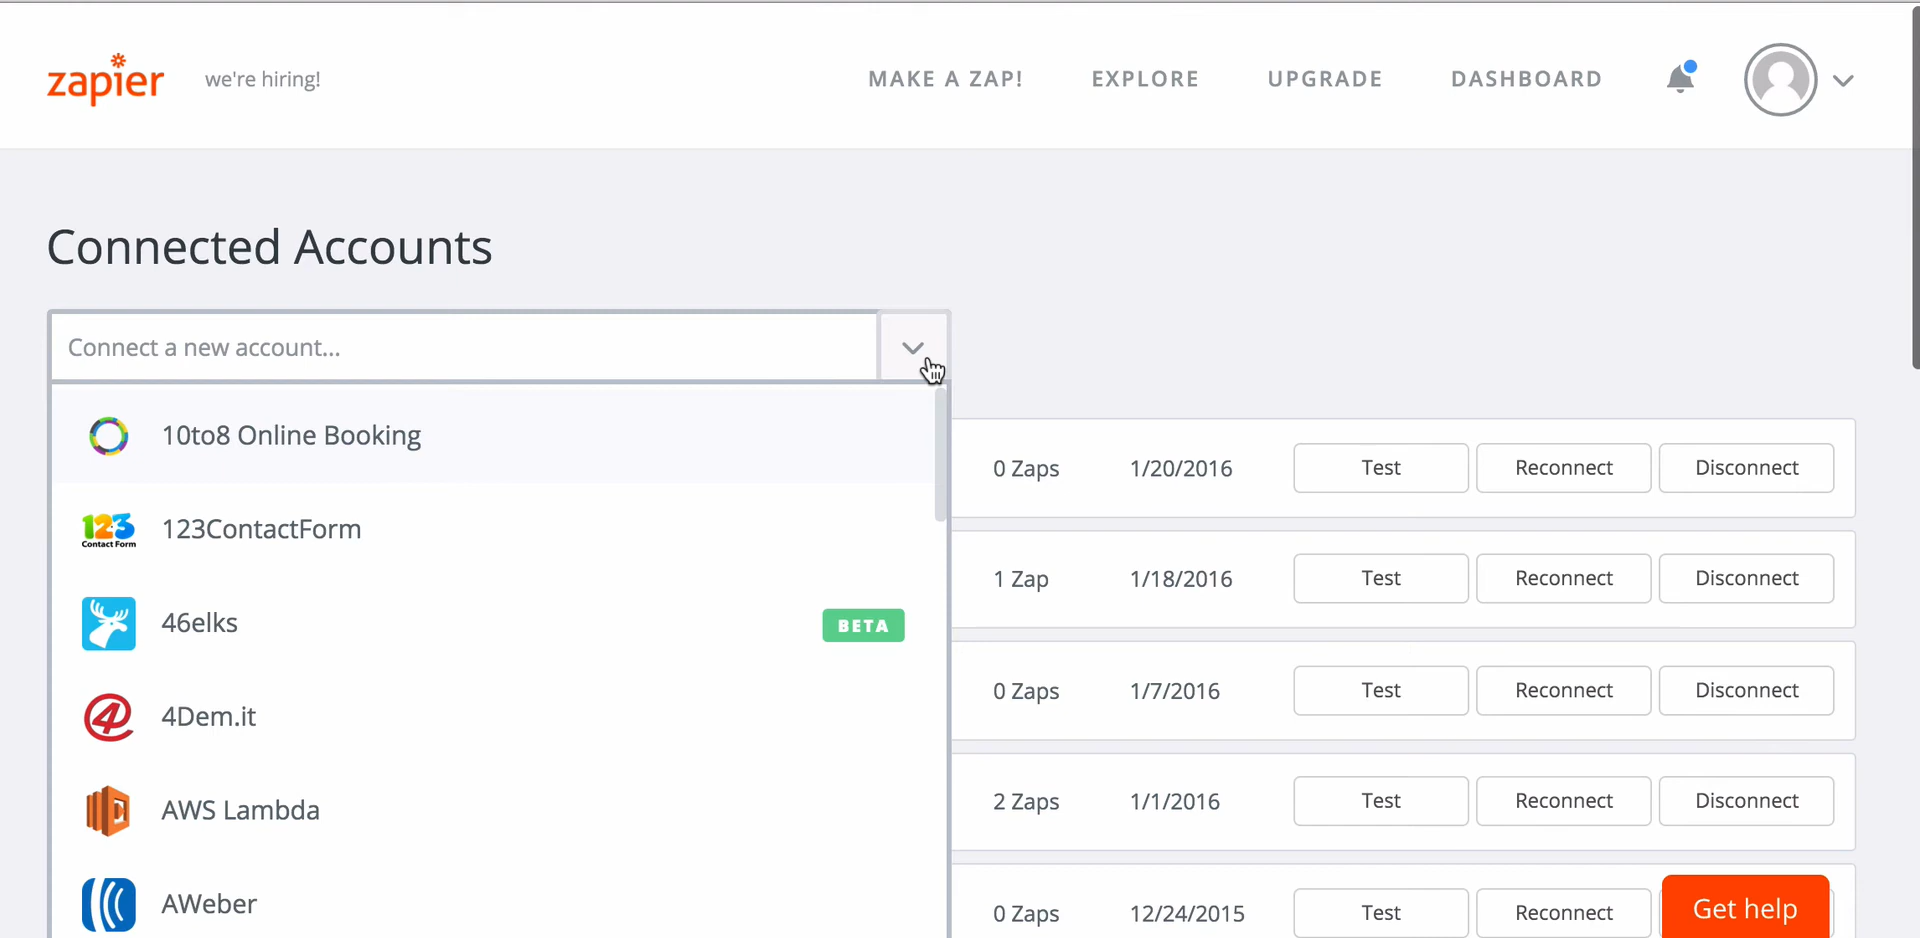 zapier we're hiring! MAKE A ZAP! EXPLORE UPGRADE DASHBOARD
Connected Accounts
Connect a new account...
10to8 Online Booking
0 Zaps 1/20/2016 Test Reconnect Disconnect
123 Contact Form 123ContactForm
1 Zap 1/18/2016 Test Reconnect Disconnect
46elks BETA
0 Zaps 1/7/2016 Test Reconnect Disconnect
4Dem.it
2 Zaps 1/1/2016 Test Reconnect Disconnect
AWS Lambda
AWeber
0 Zaps 12/24/2015 Test Reconnect Get help